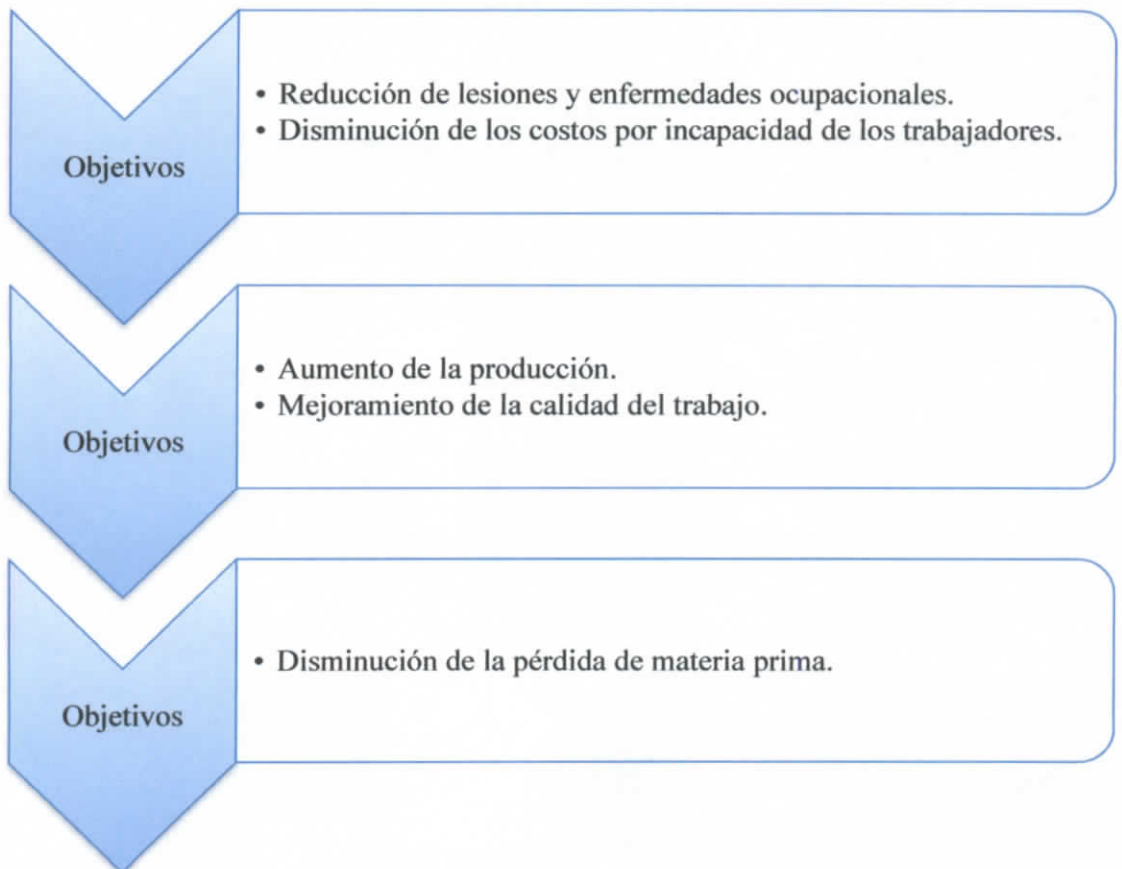 Objetivos
• Reducción de lesiones y enfermedades ocupacionales.
• Disminución de los costos por incapacidad de los trabajadores.
Objetivos
• Aumento de la producción.
• Mejoramiento de la calidad del trabajo.
Objetivos
• Disminución de la pérdida de materia prima.